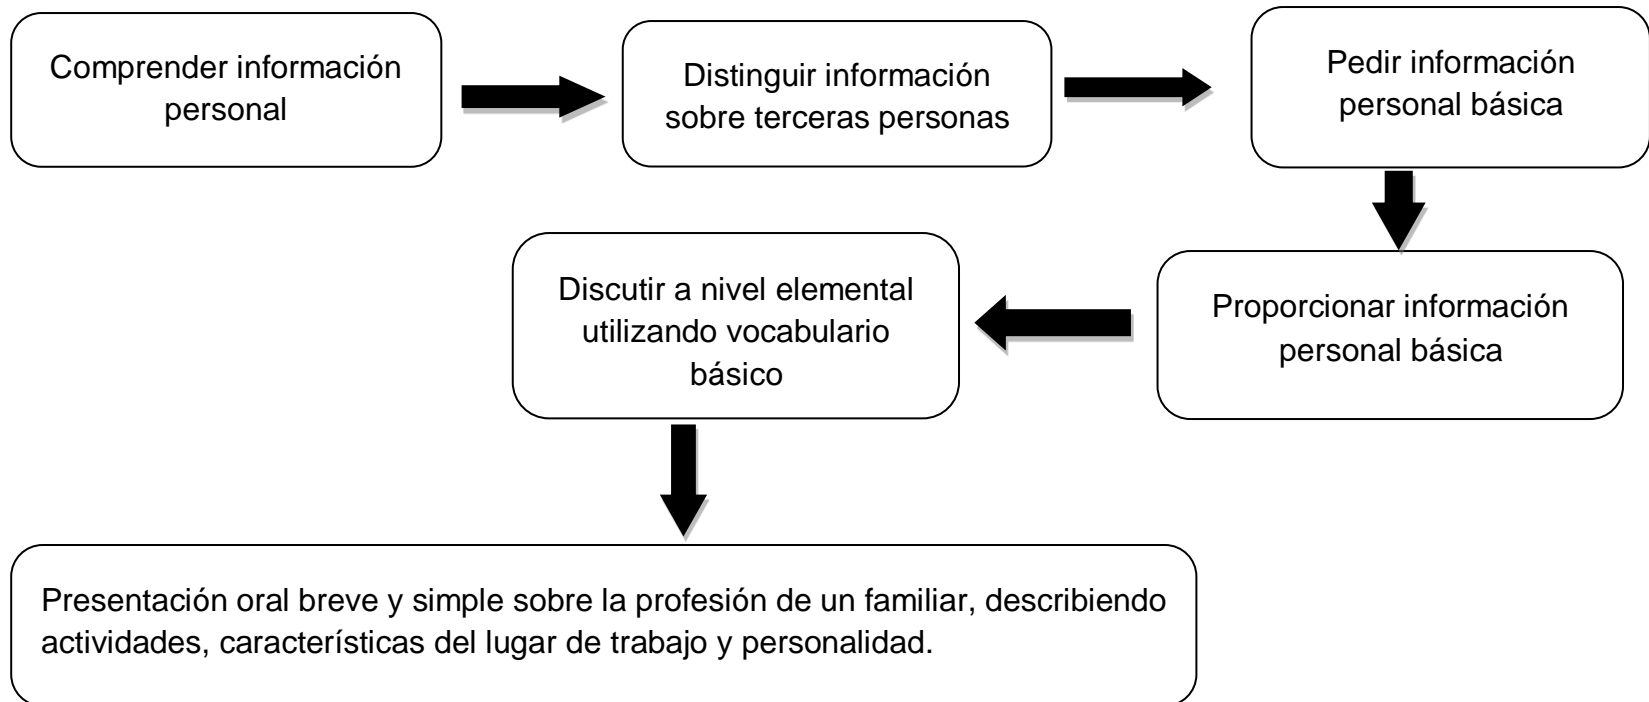 Comprender información
personal
Distinguir información
sobre terceras personas
Pedir información
personal básica
Proporcionar información
personal básica
Discutir a nivel elemental
utilizando vocabulario
básico
Presentación oral breve y simple sobre la profesión de un familiar, describiendo
actividades, características del lugar de trabajo y personalidad.